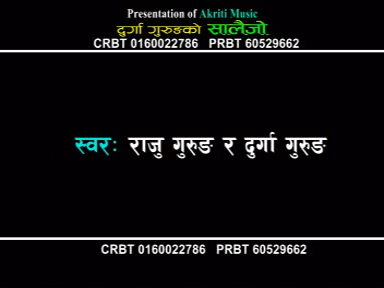 Presentation of Akriti Music
दुर्गा गुरुङको सालैजो
CRBT 0160022786 PRBT 60529662
स्वरः राजु गुरुङ र दुर्गा गुरुङ
CRBT 0160022786 PRBT 60529662